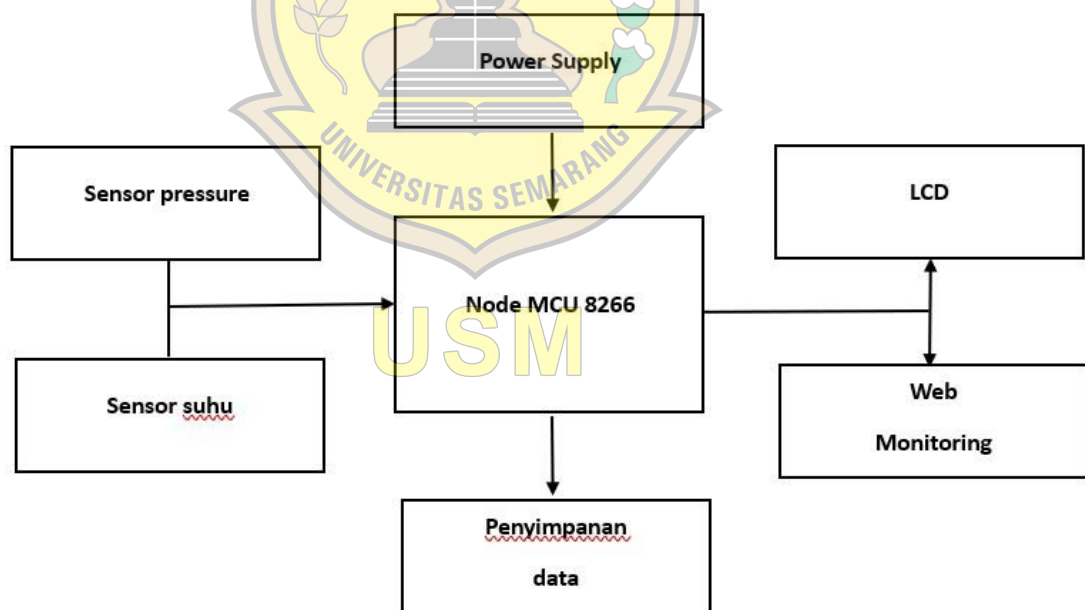 Power Supply
UNIVERSITAS SEMARANG
Sensor pressure
LCD
Node MCU 8266
USM
Sensor suhu
Web
Monitoring
Penyimpanan
data